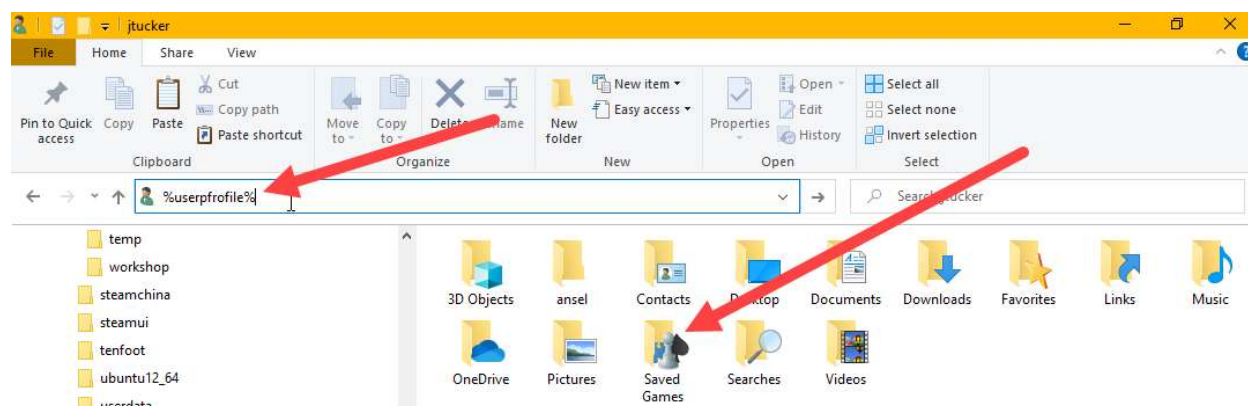 jtucker
File Home Share View
Pin to Quick access
Copy
Paste
Cut
Copy path
Paste shortcut
Clipboard
Move to
Copy to
Delete
Organize
New folder
New item
Easy access
New
Properties
Open
Edit
History
Open
Select all
Select none
Invert selection
Select
%userpfrofile%
temp
workshop
steamchina
steamui
tenfoot
ubuntu12_64
userdata
3D Objects ansel Contacts Desktop Documents Downloads Favorites Links Music
OneDrive Pictures Saved Games Searches Videos